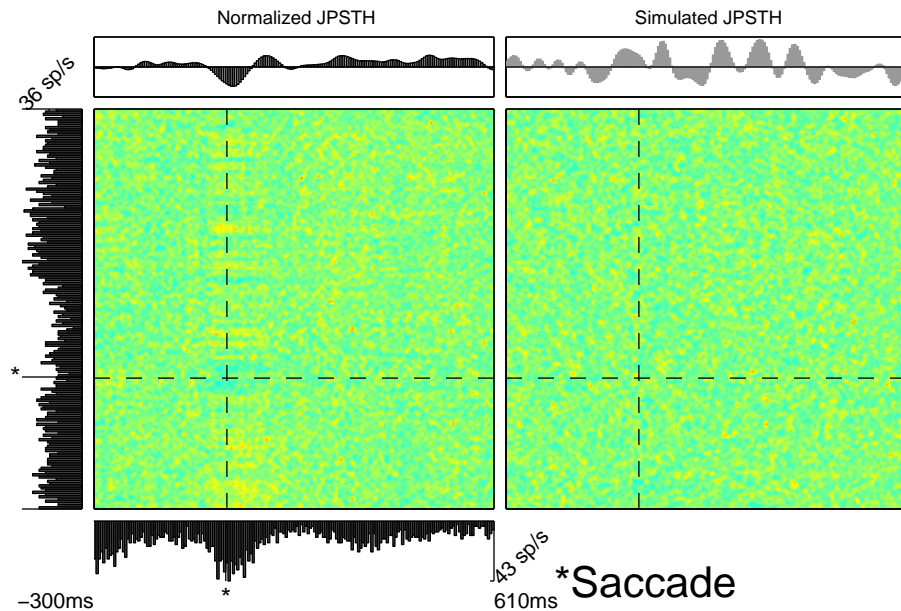 Normalized JPSTH
Simulated JPSTH
36 sp/s
*
43 sp/s
*
*Saccade
−300ms
610ms